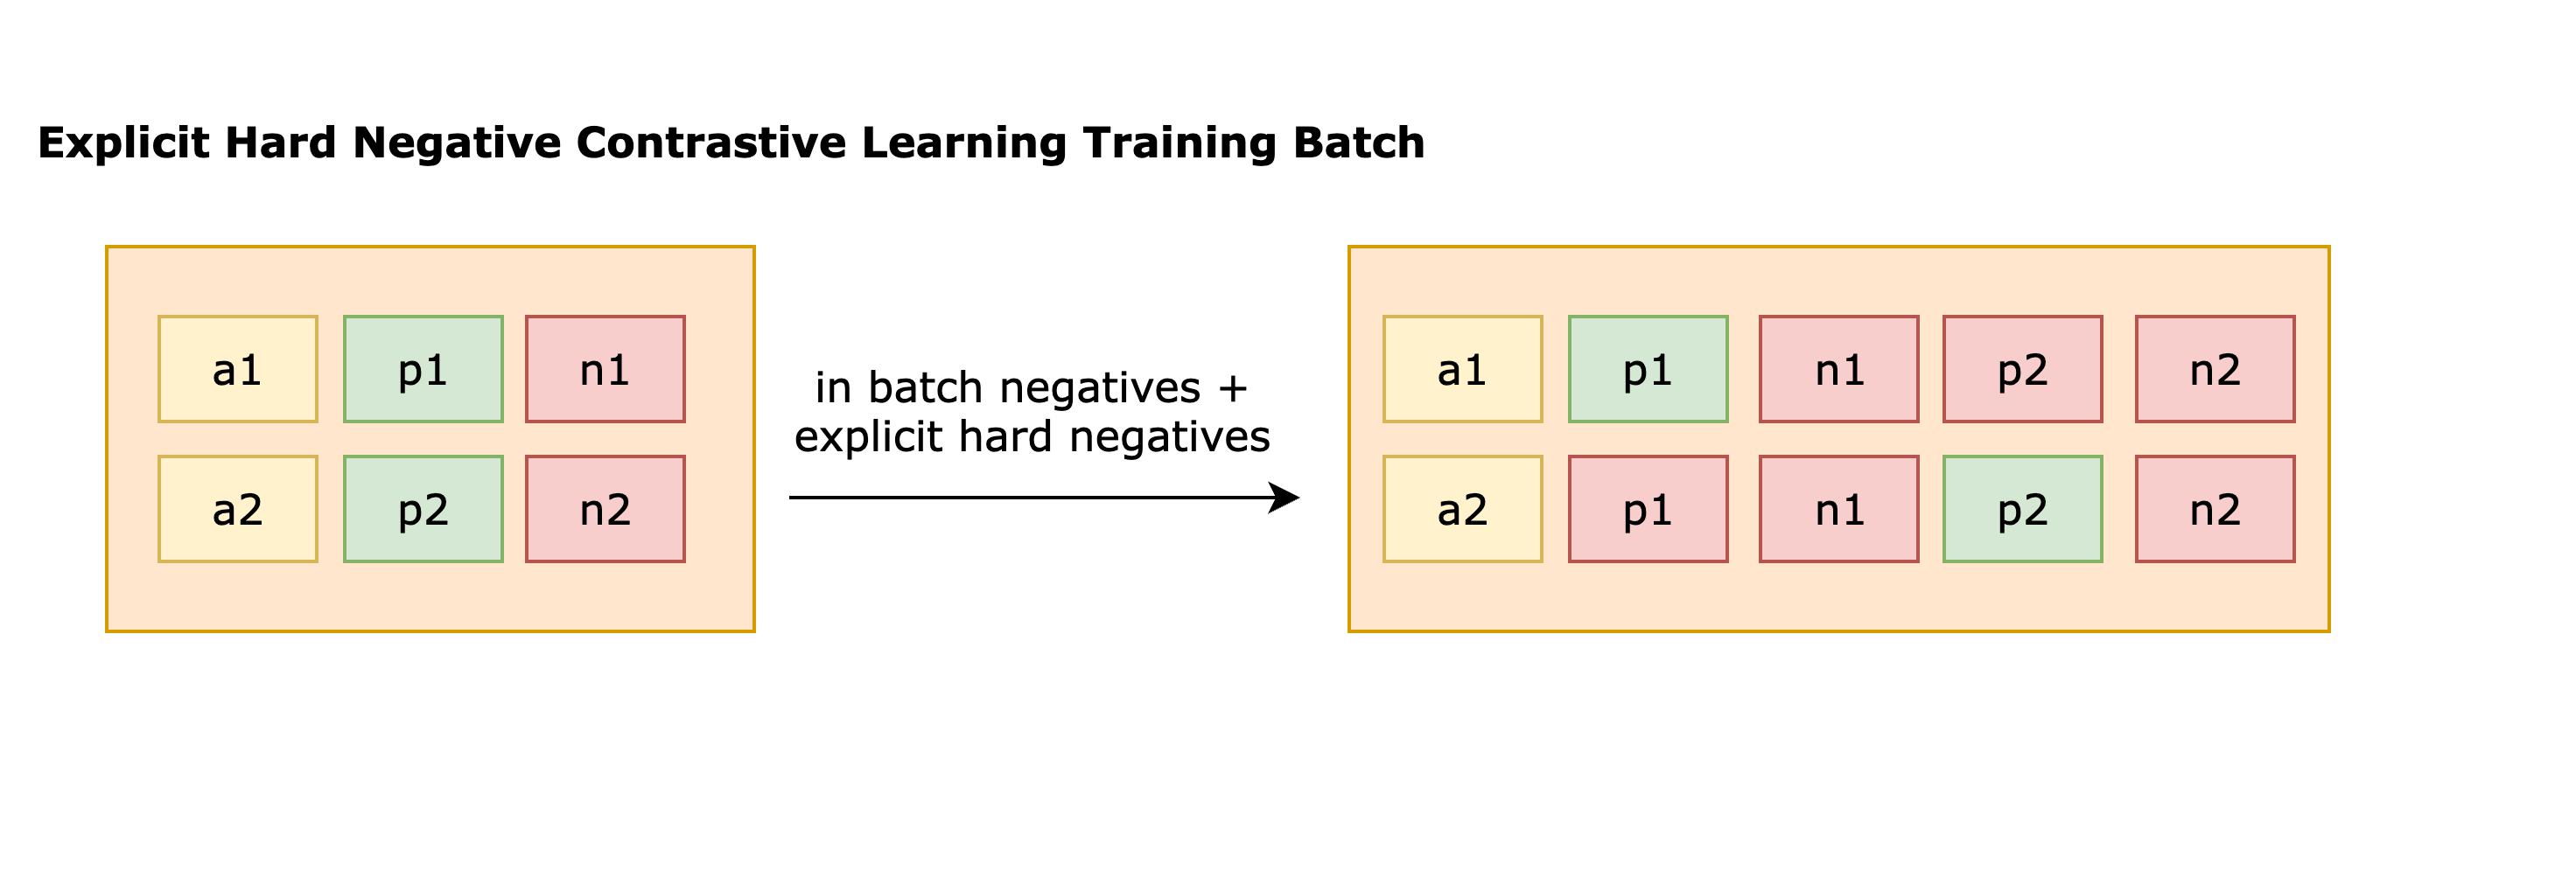 Explicit Hard Negative Contrastive Learning Training Batch
a1 p1 n1
a2 p2 n2
in batch negatives +
explicit hard negatives
a1 p1 n1 p2 n2
a2 p1 n1 p2 n2